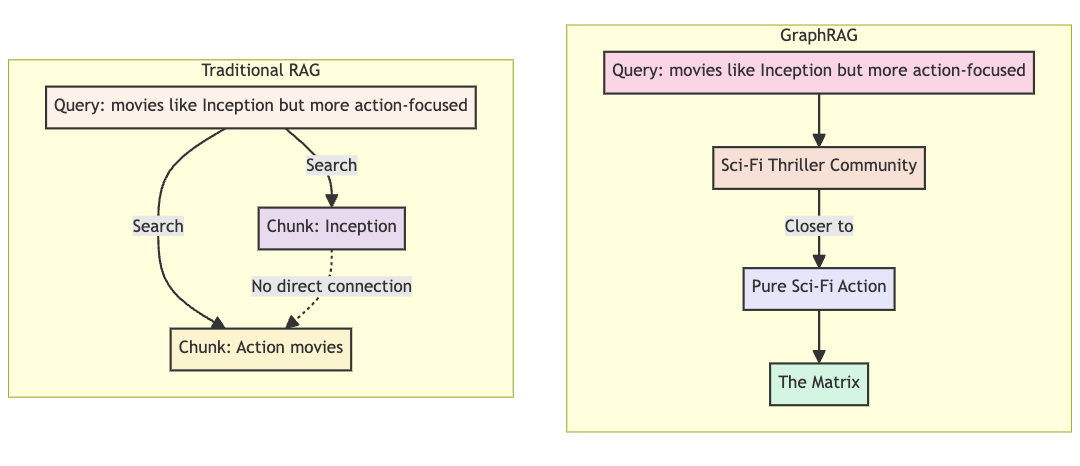 Traditional RAG
Query: movies like Inception but more action-focused
Search
Chunk: Inception
Search
No direct connection
Chunk: Action movies
GraphRAG
Query: movies like Inception but more action-focused
Sci-Fi Thriller Community
Closer to
Pure Sci-Fi Action
The Matrix